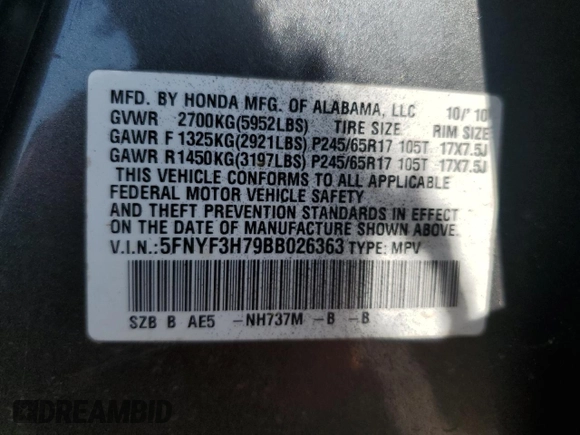 MFD. BY HONDA MFG. OF ALABAMA, LLC 10/'10
GVWR 2700KG(5952LBS) TIRE SIZE RIM SIZE
GAWR F 1325KG(2921LBS) P245/65R17 105T 17X7.5J
GAWR R1450KG(3197LBS) P245/65R17 105T 17X7.5J
THIS VEHICLE CONFORMS TO ALL APPLICABLE
FEDERAL MOTOR VEHICLE SAFETY
AND THEFT PREVENTION STANDARDS IN EFFECT
ON THE DATE OF MANUFACTURE SHOWN ABOVE.
V.I.N.:5FNYF3H79BB026363 TYPE: MPV
SZB B AE5 -NH737M -B -B
DREAMBID